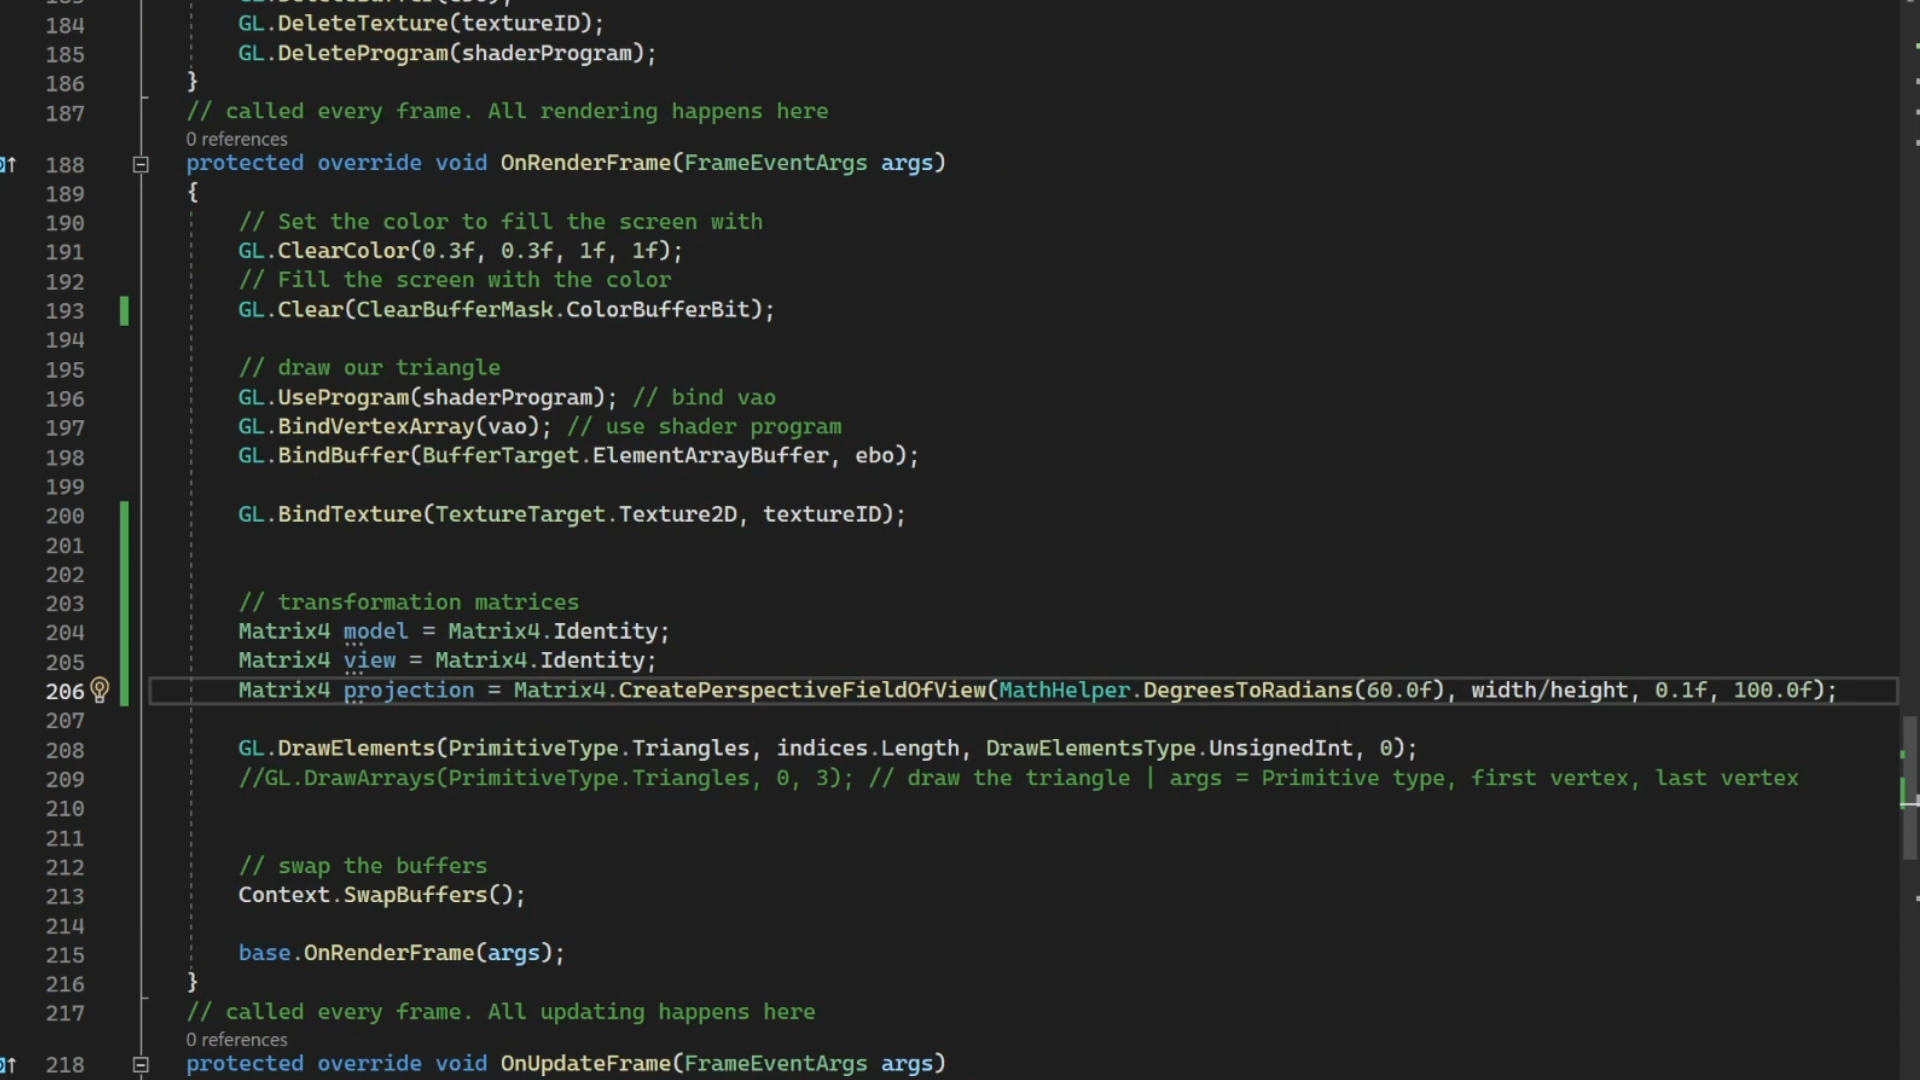 183
184 GL.DeleteTexture(textureID);
185 GL.DeleteProgram(shaderProgram);
186 }
187 // called every frame. All rendering happens here
0 references
188 protected override void OnRenderFrame(FrameEventArgs args)
189 {
190 // Set the color to fill the screen with
191 GL.ClearColor(0.3f, 0.3f, 1f, 1f);
192 // Fill the screen with the color
193 GL.Clear(ClearBufferMask.ColorBufferBit);
194
195 // draw our triangle
196 GL.UseProgram(shaderProgram); // bind vao
197 GL.BindVertexArray(vao); // use shader program
198 GL.BindBuffer(BufferTarget.ElementArrayBuffer, ebo);
199
200 GL.BindTexture(TextureTarget.Texture2D, textureID);
201
202
203 // transformation matrices
204 Matrix4 model = Matrix4.Identity;
205 Matrix4 view = Matrix4.Identity;
206 Matrix4 projection = Matrix4.CreatePerspectiveFieldOfView(MathHelper.DegreesToRadians(60.0f), width/height, 0.1f, 100.0f);
207
208 GL.DrawElements(PrimitiveType.Triangles, indices.Length, DrawElementsType.UnsignedInt, 0);
209 //GL.DrawArrays(PrimitiveType.Triangles, 0, 3); // draw the triangle | args = Primitive type, first vertex, last vertex
210
211
212 // swap the buffers
213 Context.SwapBuffers();
214
215 base.OnRenderFrame(args);
216 }
217 // called every frame. All updating happens here
0 references
218 protected override void OnUpdateFrame(FrameEventArgs args)